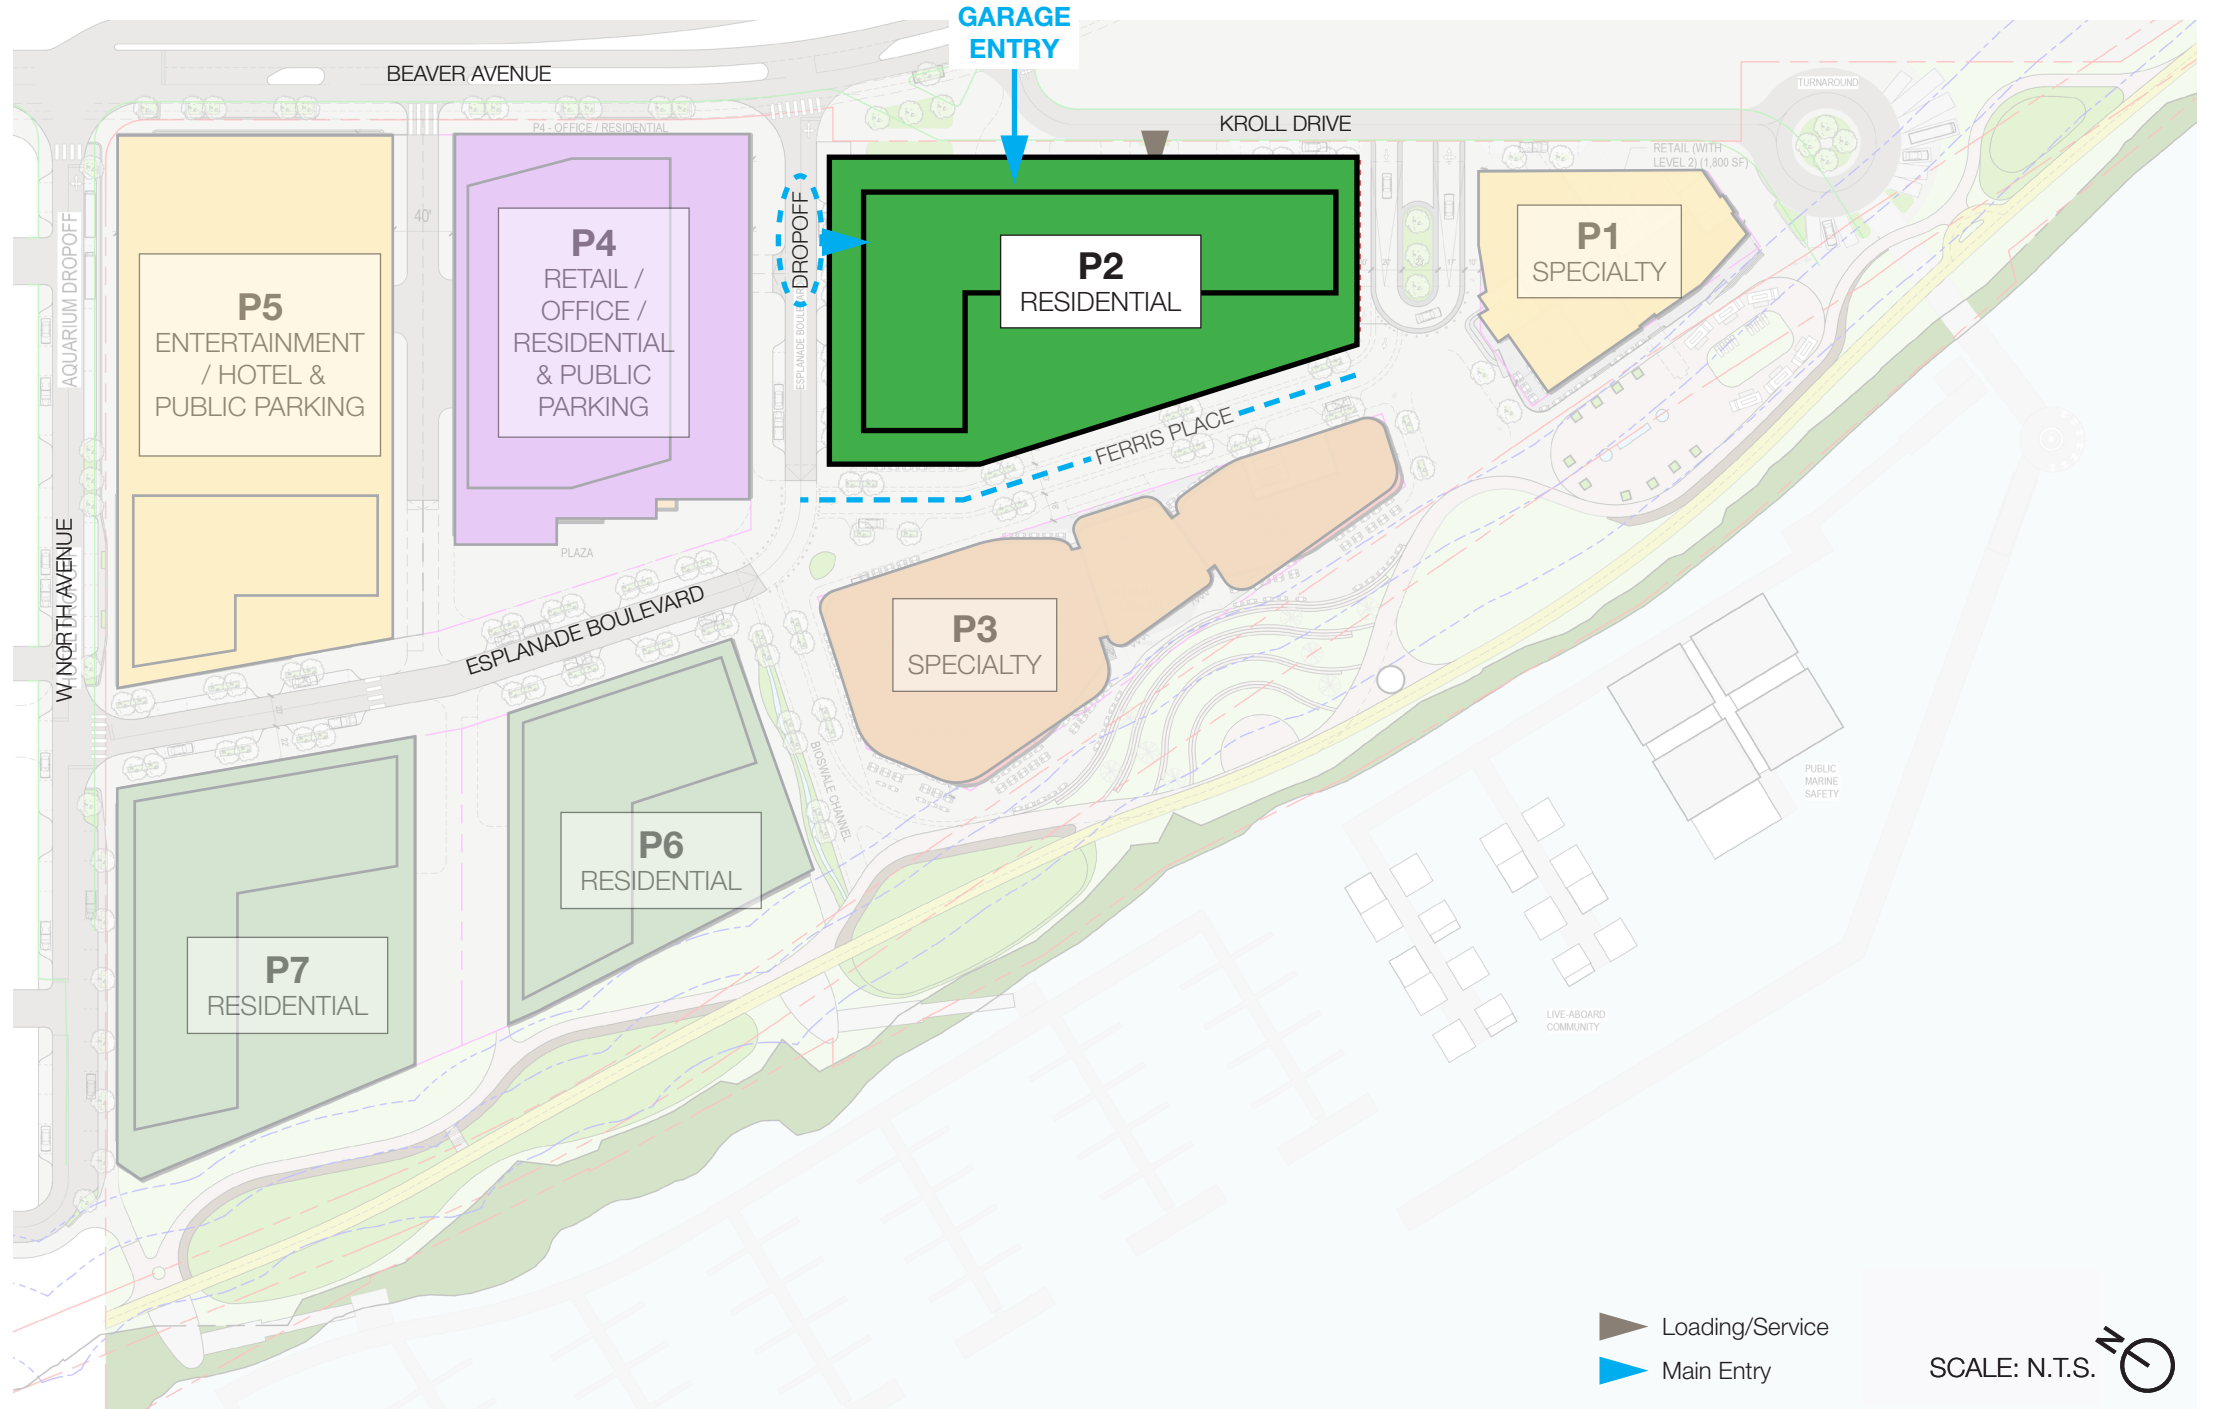 GARAGE
ENTRY
BEAVER AVENUE
TURNAROUND
KROLL DRIVE
P4 - OFFICE / RESIDENTIAL
RETAIL (WITH
LEVEL 2) (1,800 SF)
AQUARIUM DROPOFF
40'
DROPOFF
P5
ENTERTAINMENT
/ HOTEL &
PUBLIC PARKING
P4
RETAIL /
OFFICE /
RESIDENTIAL
& PUBLIC
PARKING
P2
RESIDENTIAL
P1
SPECIALTY
FERRIS PLACE
W NORTH AVENUE
PLAZA
ESPLANADE BOULEVARD
P3
SPECIALTY
BIOSWALE CHANNEL
P6
RESIDENTIAL
P7
RESIDENTIAL
PUBLIC
MARINE
SAFETY
LIVE-ABOARD
COMMUNITY
Loading/Service
Main Entry
SCALE: N.T.S.
N